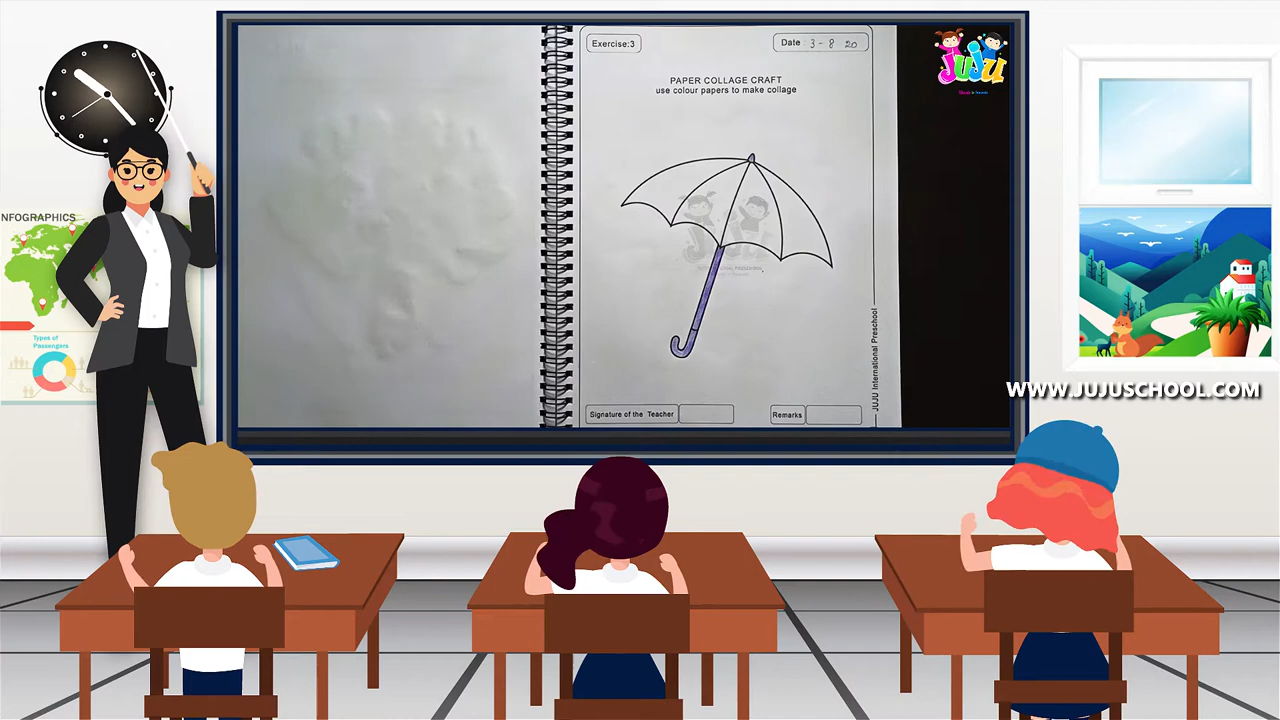 Exercise:3
Date 3-8 20
JUJU
PAPER COLLAGE CRAFT
use colour papers to make collage
NFOGRAPHICS
Types of
Passengers
JUJU International Preschool
WWW.JUJUSCHOOL.COM
Signature of the Teacher
Remarks